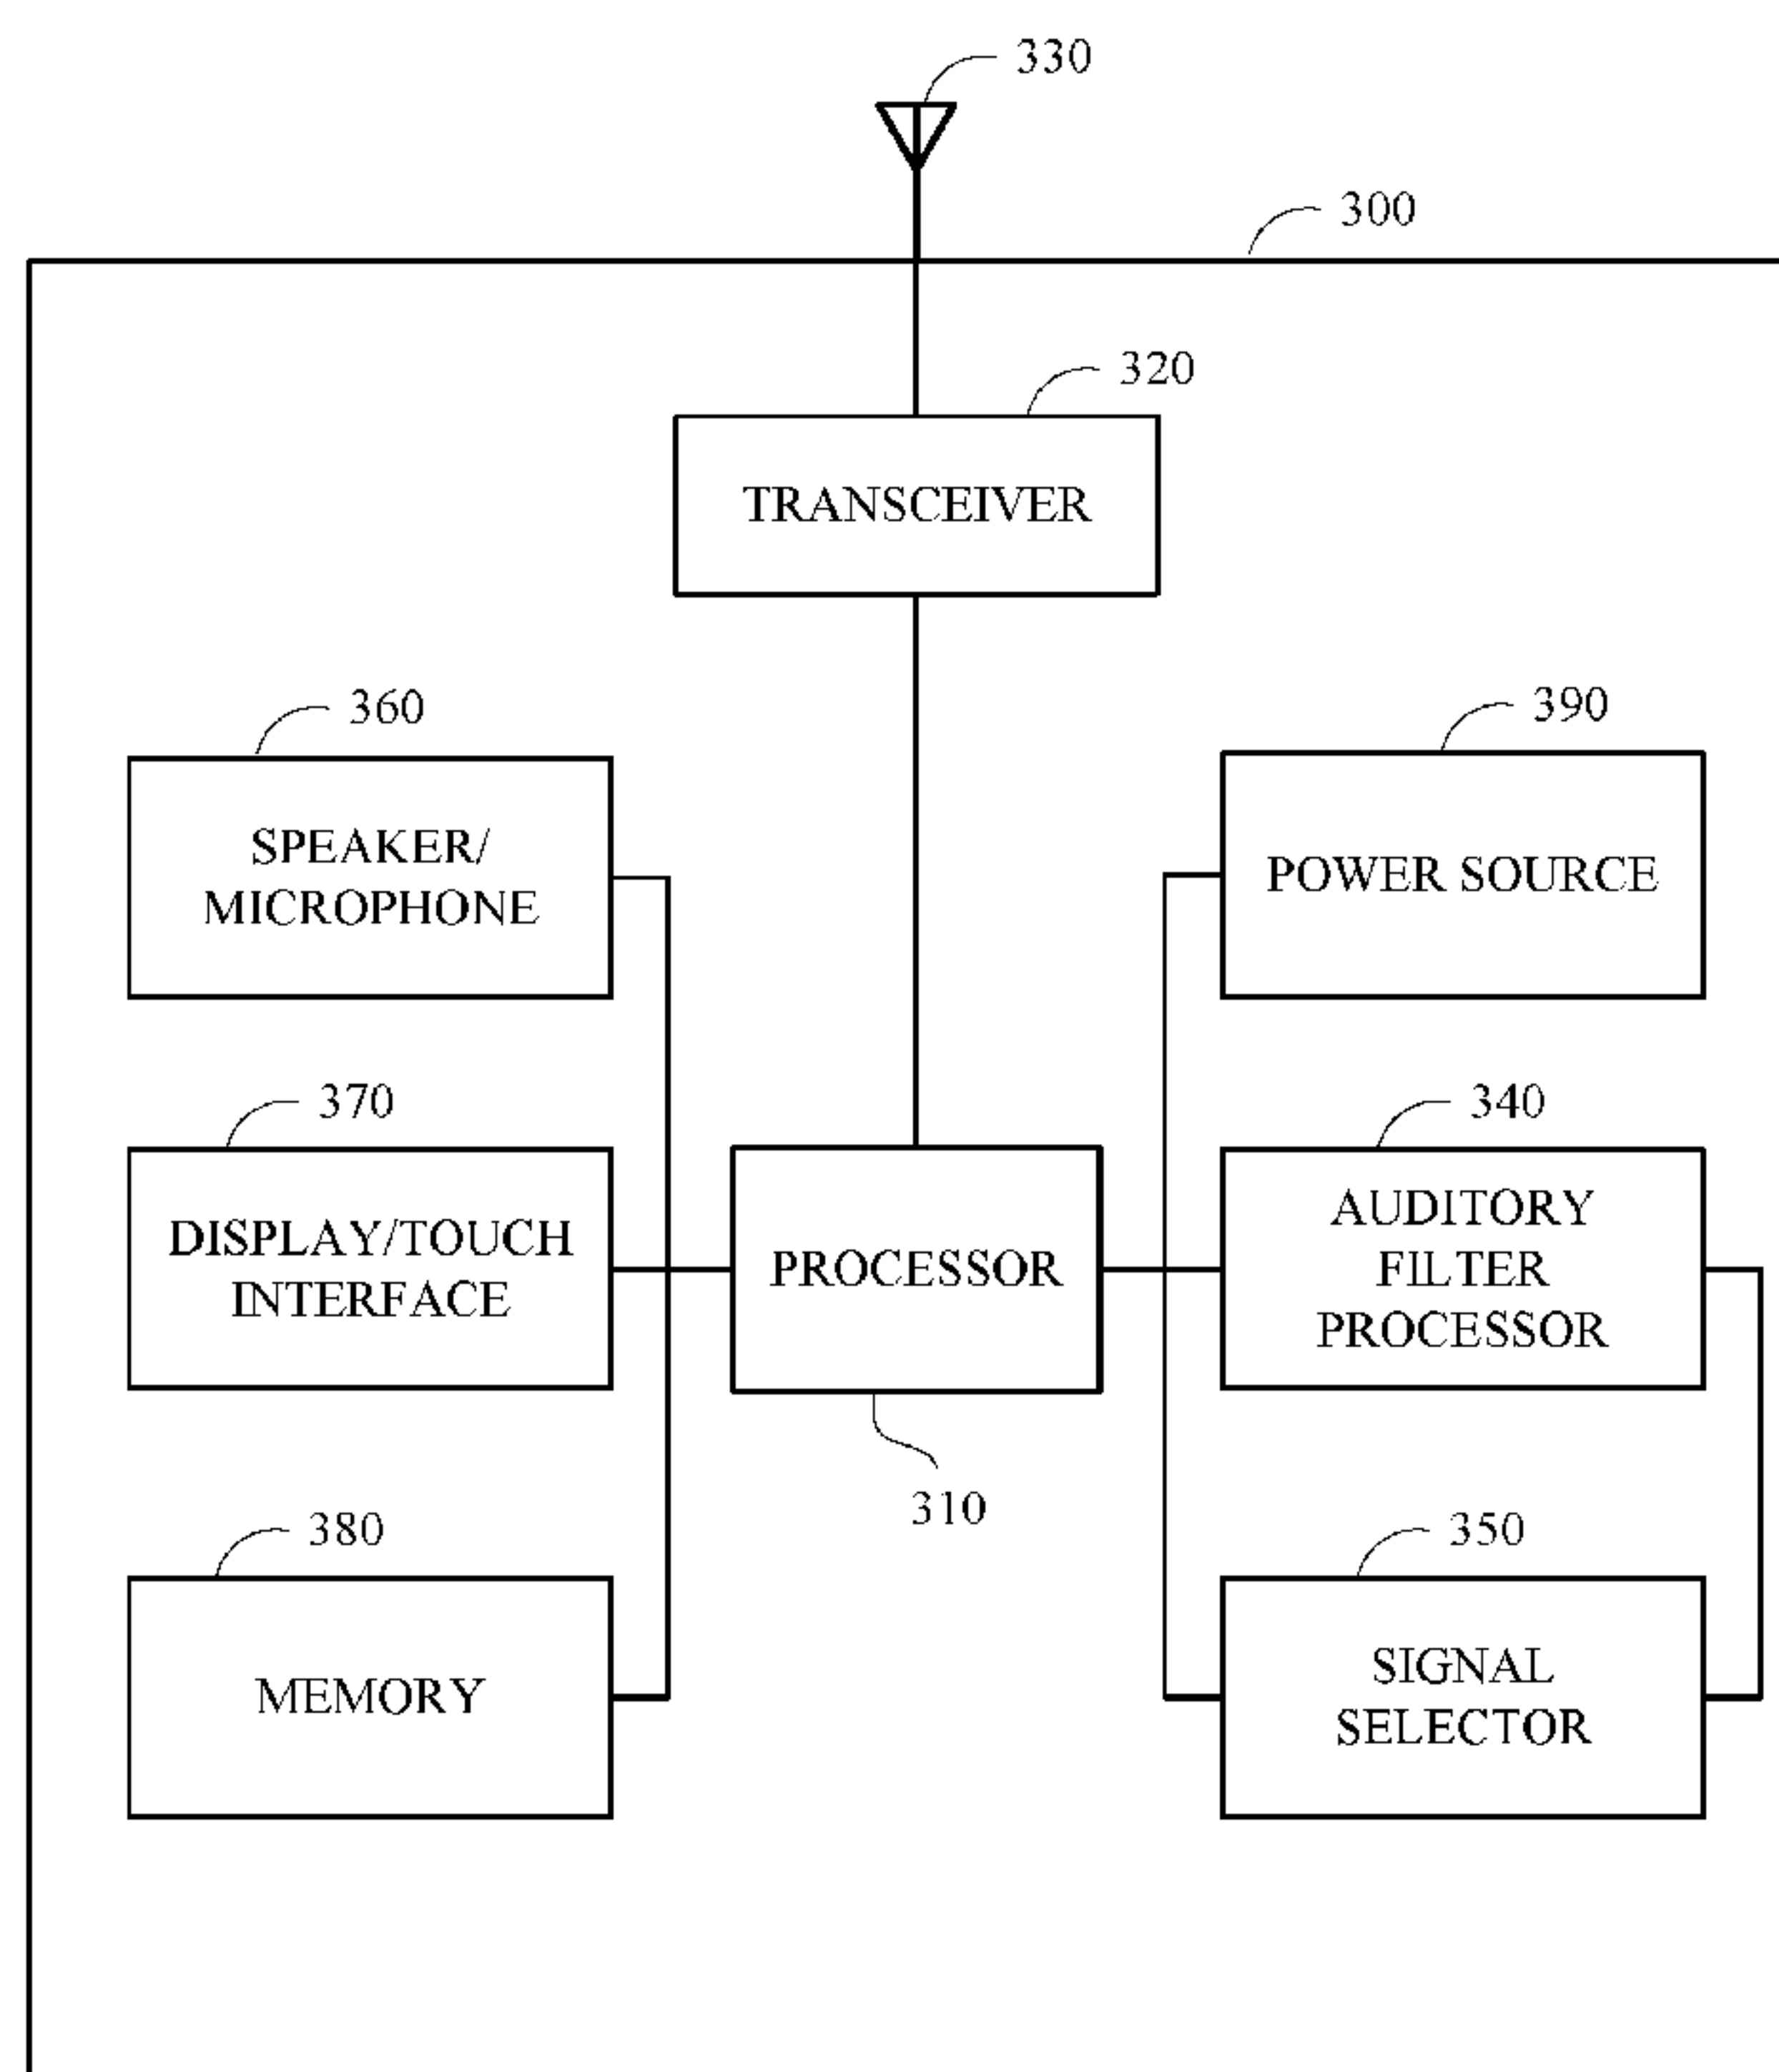 330
300
320
TRANSCEIVER
360
SPEAKER/
MICROPHONE
390
POWER SOURCE
370
DISPLAY/TOUCH
INTERFACE
PROCESSOR
310
340
AUDITORY
FILTER
PROCESSOR
380
MEMORY
350
SIGNAL
SELECTOR